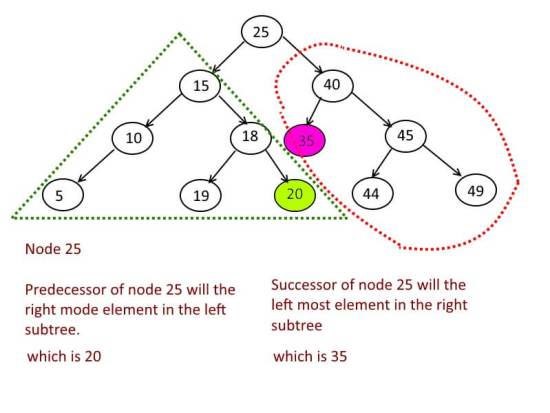 25
15
40
10
18
35
45
5
19
20
44
49
Node 25
Predecessor of node 25 will the
right mode element in the left
subtree.
which is 20
Successor of node 25 will the
left most element in the right
subtree
which is 35